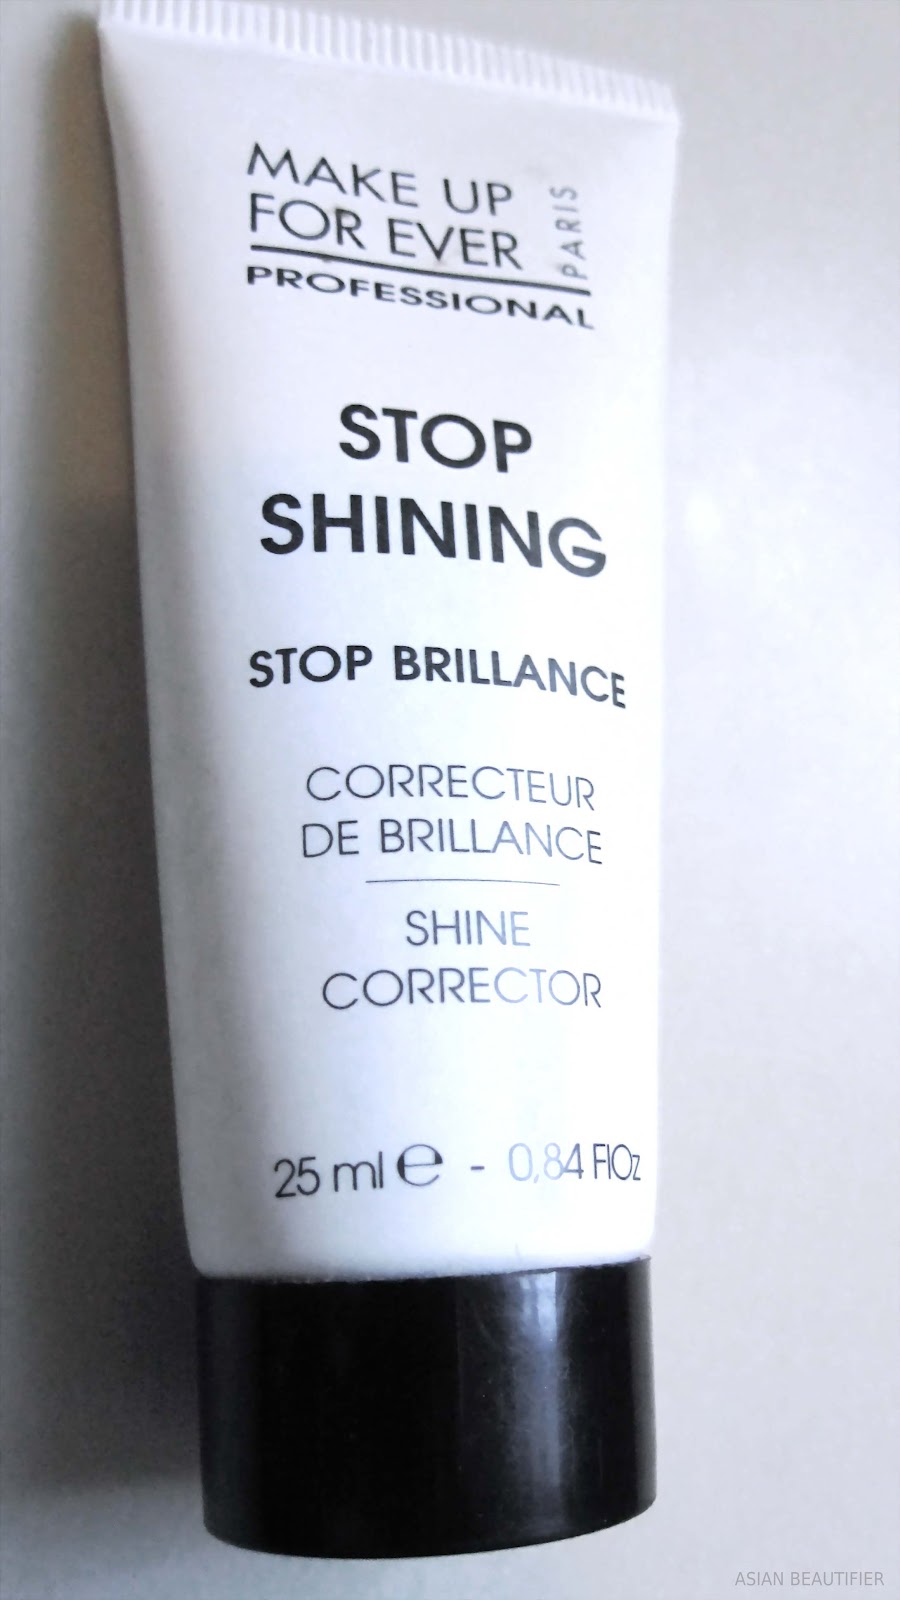 MAKE UP
FOR EVER
PARIS
PROFESSIONAL
STOP
SHINING
STOP BRILLANCE
CORRECTEUR
DE BRILLANCE
SHINE
CORRECTOR
25 ml ℮ - 0,84 FlOz
ASIAN BEAUTIFIER